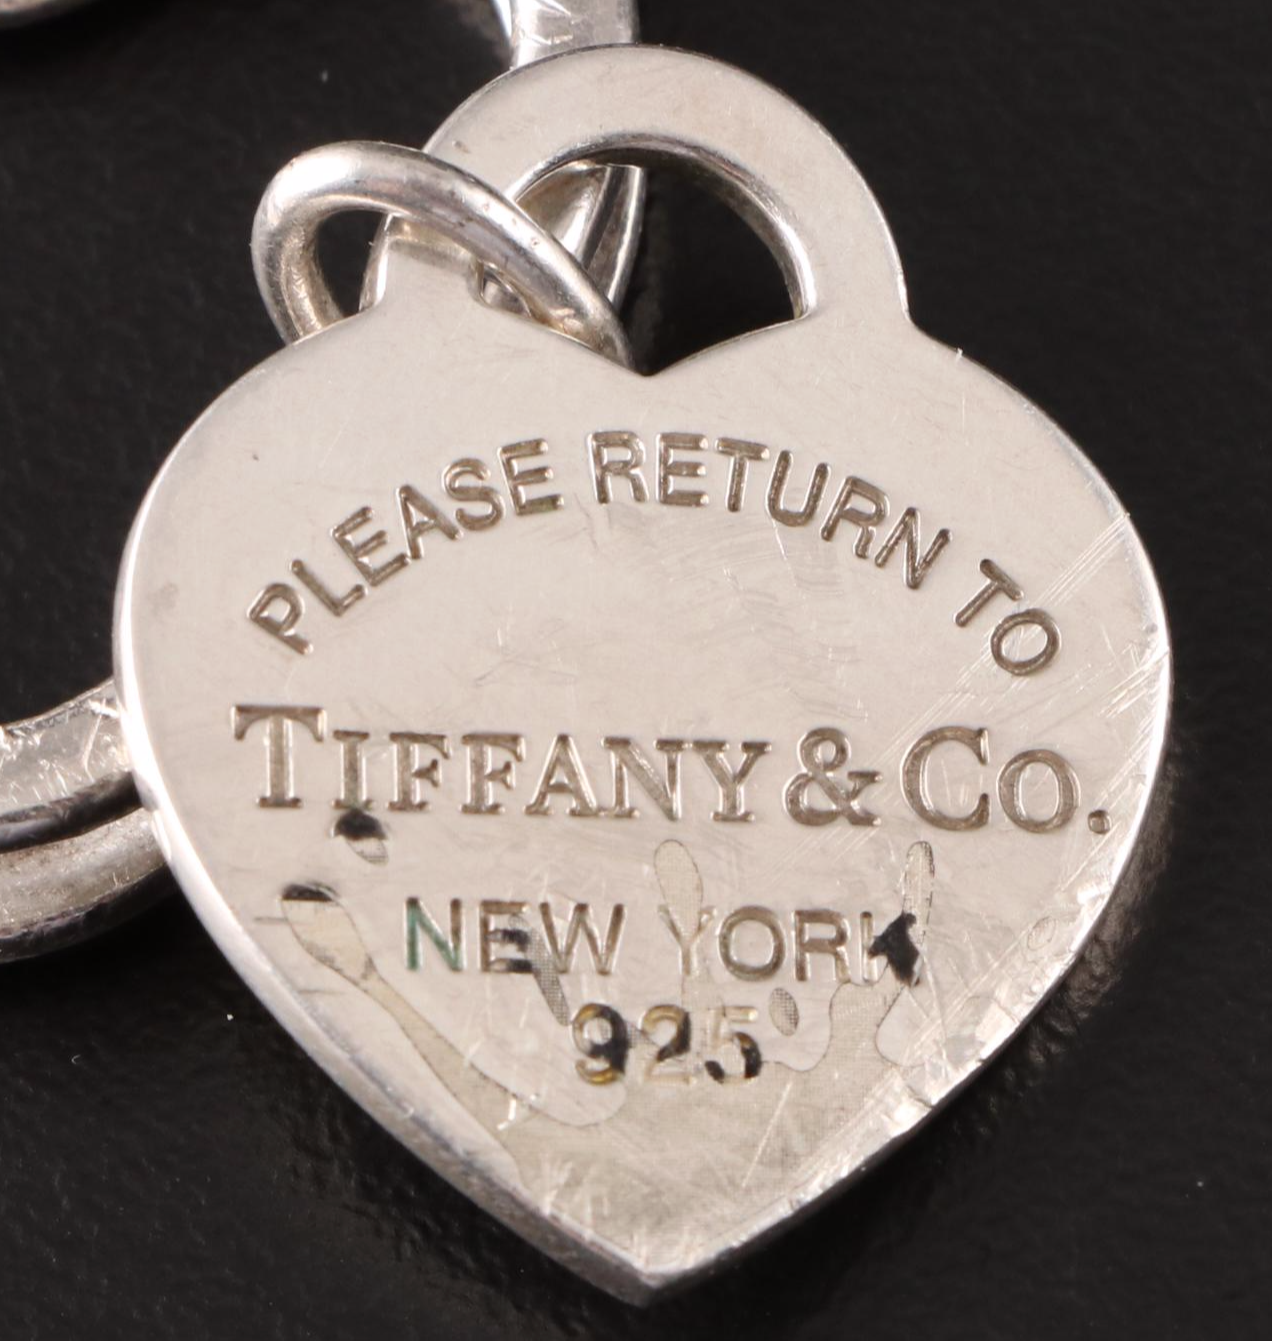 PLEASE RETURN TO
TIFFANY & CO.
NEW YORK
925